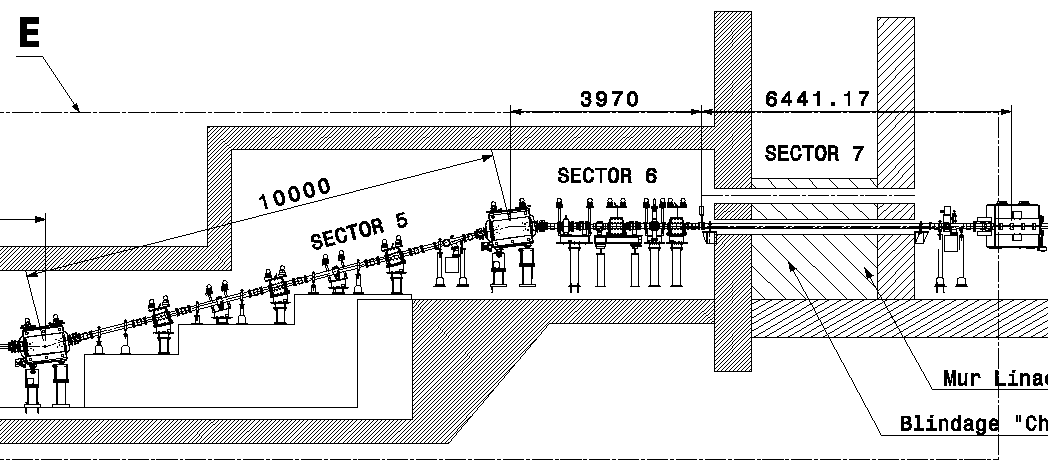 E
3970
6441.17
SECTOR 7
SECTOR 6
10000
SECTOR 5
Mur Linac
Blindage "Ch